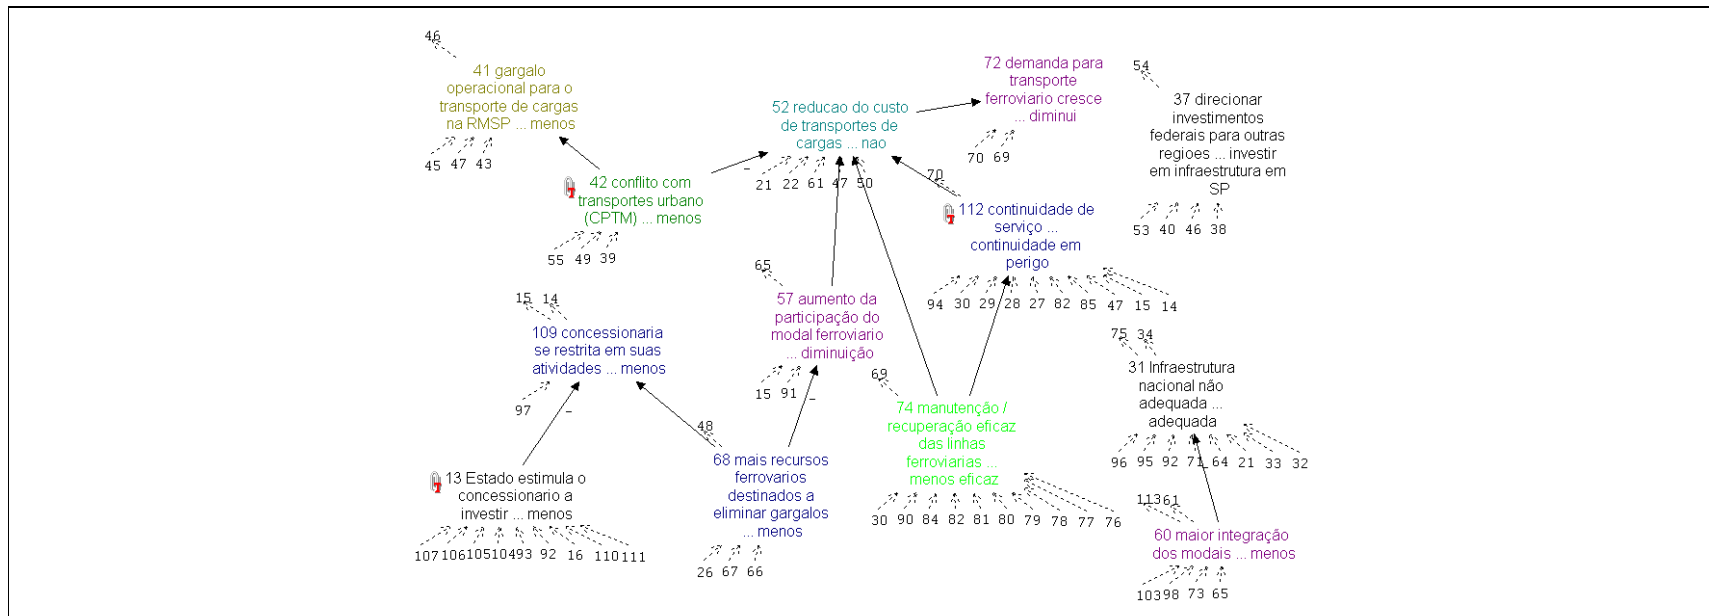 46
41 gargalo
operacional para o
transporte de cargas
na RMSP ... menos
45 47 43
42 conflito com
transportes urbano
(CPTM) ... menos
55 49 39
52 reducao do custo
de transportes de
cargas ... nao
–
21 22 61 47 50
72 demanda para
transporte
ferroviario cresce
... diminui
70 69
54
37 direcionar
investimentos
federais para outras
regioes ... investir
em infraestrutura em
SP
53 40 46 38
70
112 continuidade de
serviço ...
continuidade em
perigo
94 30 29 28 27 82 85 47 15 14
15 14
109 concessionaria
se restrita em suas
atividades ... menos
97 –
65
57 aumento da
participação do
modal ferroviario
... diminuição
15 91 –
69
74 manutenção /
recuperação eficaz
das linhas
ferroviarias ...
menos eficaz
30 90 84 82 81 80 79 78 77 76
75 34
31 Infraestrutura
nacional não
adequada ...
adequada
96 95 92 71 – 64 21 33 32
13 Estado estimula o
concessionario a
investir ... menos
107 106 105 104 93 92 16 110 111
48
68 mais recursos
ferrovarios
destinados a
eliminar gargalos
... menos
26 67 66
113 61
60 maior integração
dos modais ... menos
103 98 73 65